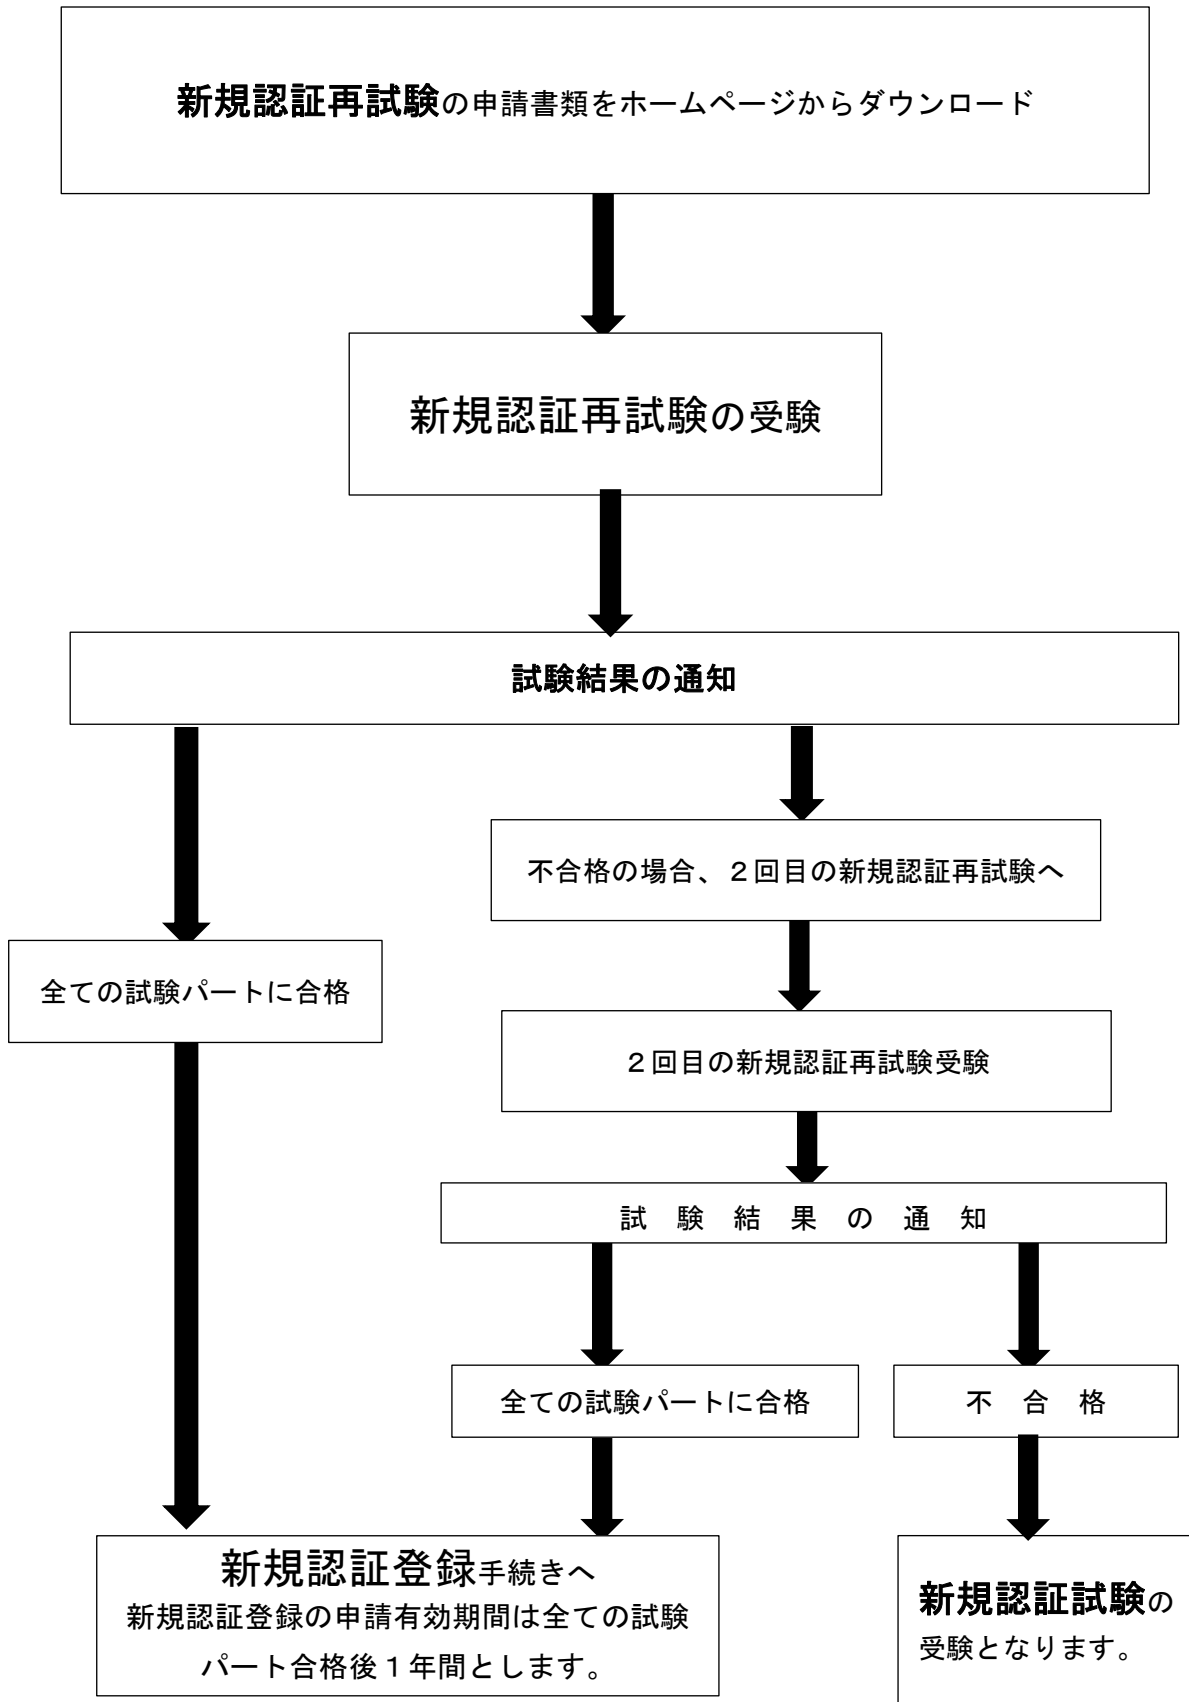 新規認証再試験の申請書類をホームページからダウンロード
新規認証再試験の受験
試験結果の通知
不合格の場合、２回目の新規認証再試験へ
全ての試験パートに合格
２回目の新規認証再試験受験
試　験　結　果　の　通　知
全ての試験パートに合格
不　合　格
新規認証登録手続きへ
新規認証登録の申請有効期間は全ての試験
パート合格後１年間とします。
新規認証試験の
受験となります。